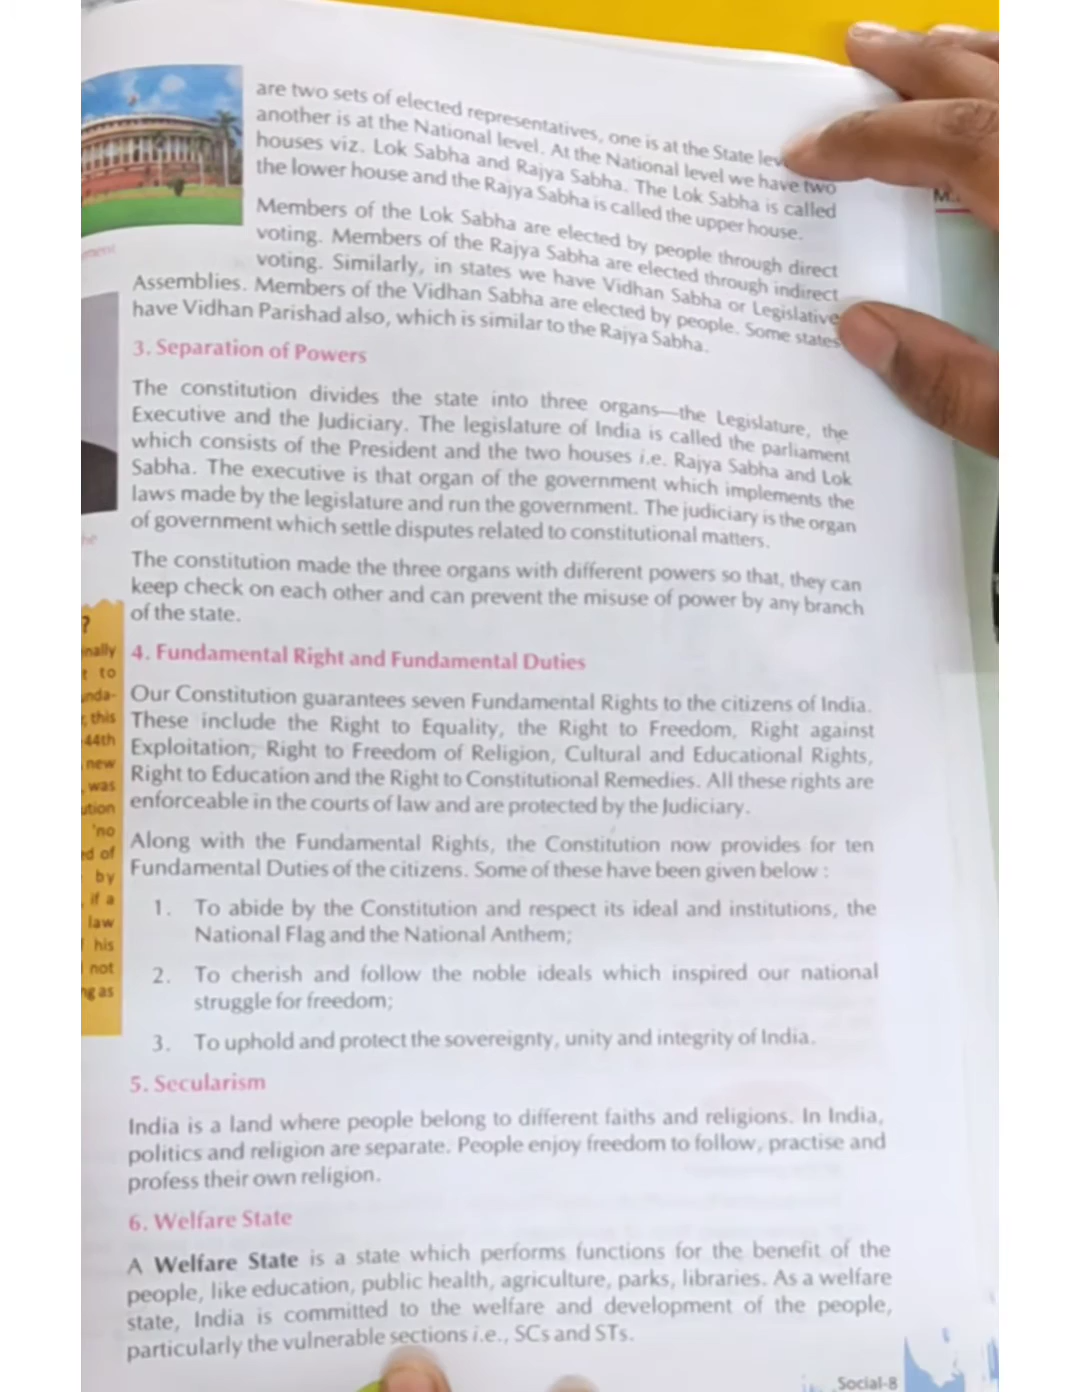 are two sets of elected representatives, one is at the State
another is at the National level. At the National level we have two
houses viz. Lok Sabha and Rajya Sabha. The Lok Sabha is called
the lower house and the Rajya Sabha is called the upper house.
Members of the Lok Sabha are elected by people through direct
voting. Members of the Rajya Sabha are elected through indirect
voting. Similarly, in states we have Vidhan Sabha or Legislative
Assemblies. Members of the Vidhan Sabha are elected by people. Some states
have Vidhan Parishad also, which is similar to the Rajya Sabha.
3. Separation of Powers
The constitution divides the state into three organs—the Legislature, the
Executive and the Judiciary. The legislature of India is called the parliament
which consists of the President and the two houses i.e. Rajya Sabha and Lok
Sabha. The executive is that organ of the government which implements the
laws made by the legislature and run the government. The judiciary is the organ
of government which settle disputes related to constitutional matters.
The constitution made the three organs with different powers so that, they can
keep check on each other and can prevent the misuse of power by any branch
of the state.
4. Fundamental Right and Fundamental Duties
Our Constitution guarantees seven Fundamental Rights to the citizens of India.
These include the Right to Equality, the Right to Freedom, Right against
Exploitation, Right to Freedom of Religion, Cultural and Educational Rights,
Right to Education and the Right to Constitutional Remedies. All these rights are
enforceable in the courts of law and are protected by the Judiciary.
Along with the Fundamental Rights, the Constitution now provides for ten
Fundamental Duties of the citizens. Some of these have been given below :
1. To abide by the Constitution and respect its ideal and institutions, the
National Flag and the National Anthem;
2. To cherish and follow the noble ideals which inspired our national
struggle for freedom;
3. To uphold and protect the sovereignty, unity and integrity of India.
5. Secularism
India is a land where people belong to different faiths and religions. In India,
politics and religion are separate. People enjoy freedom to follow, practise and
profess their own religion.
6. Welfare State
A Welfare State is a state which performs functions for the benefit of the
people, like education, public health, agriculture, parks, libraries. As a welfare
state, India is committed to the welfare and development of the people,
particularly the vulnerable sections i.e., SCs and STs.
Social-8
?
to
this
44th
new
was
'no
of
by
if a
law
his
not
as